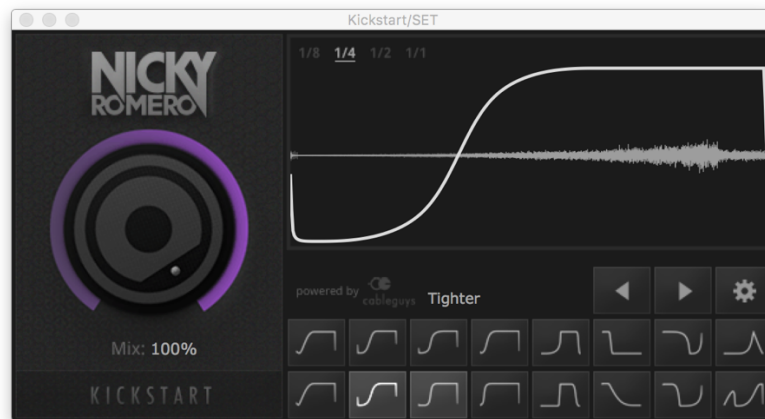 Kickstart/SET
NICKY
ROMERO
1/8 1/4 1/2 1/1
powered by cableguys
Tighter
Mix: 100%
KICKSTART